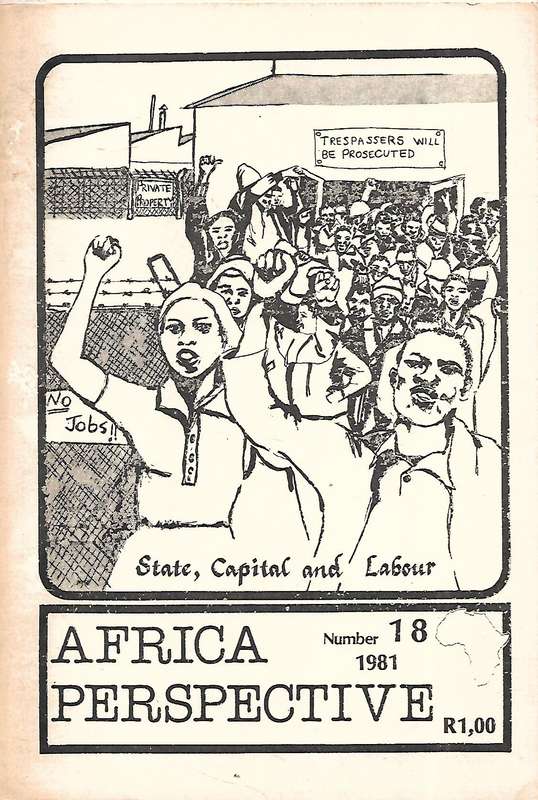 TRESPASSERS WILL
BE PROSECUTED
PRIVATE
PROPERTY
NO
Jobs!!
State, Capital and Labour
AFRICA
PERSPECTIVE
Number 18
1981
R1,00